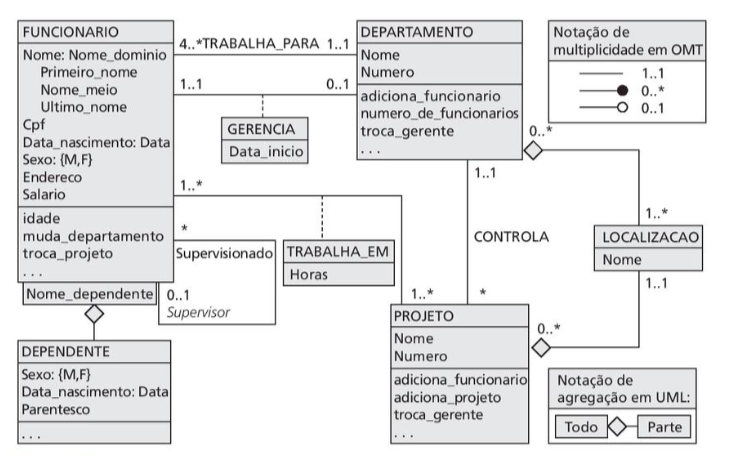 FUNCIONARIO
Nome: Nome_dominio
Primeiro_nome
Nome_meio
Ultimo_nome
Cpf
Data_nascimento: Data
Sexo: {M,F}
Endereco
Salario
idade
muda_departamento
troca_projeto
. . .
Nome_dependente
DEPENDENTE
Sexo: {M,F}
Data_nascimento: Data
Parentesco
. . .
4..*TRABALHA_PARA 1..1
1..1
0..1
GERENCIA
Data_inicio
1..*
*
Supervisionado
0..1
Supervisor
TRABALHA_EM
Horas
1..*
DEPARTAMENTO
Nome
Numero
adiciona_funcionario
numero_de_funcionarios
troca_gerente
. . .
0..*
1..1
CONTROLA
*
PROJETO
Nome
Numero
adiciona_funcionario
adiciona_projeto
troca_gerente
. . .
0..*
Notação de
multiplicidade em OMT
1..1
0..*
0..1
1..*
LOCALIZACAO
Nome
1..1
Notação de
agregação em UML:
Todo
Parte